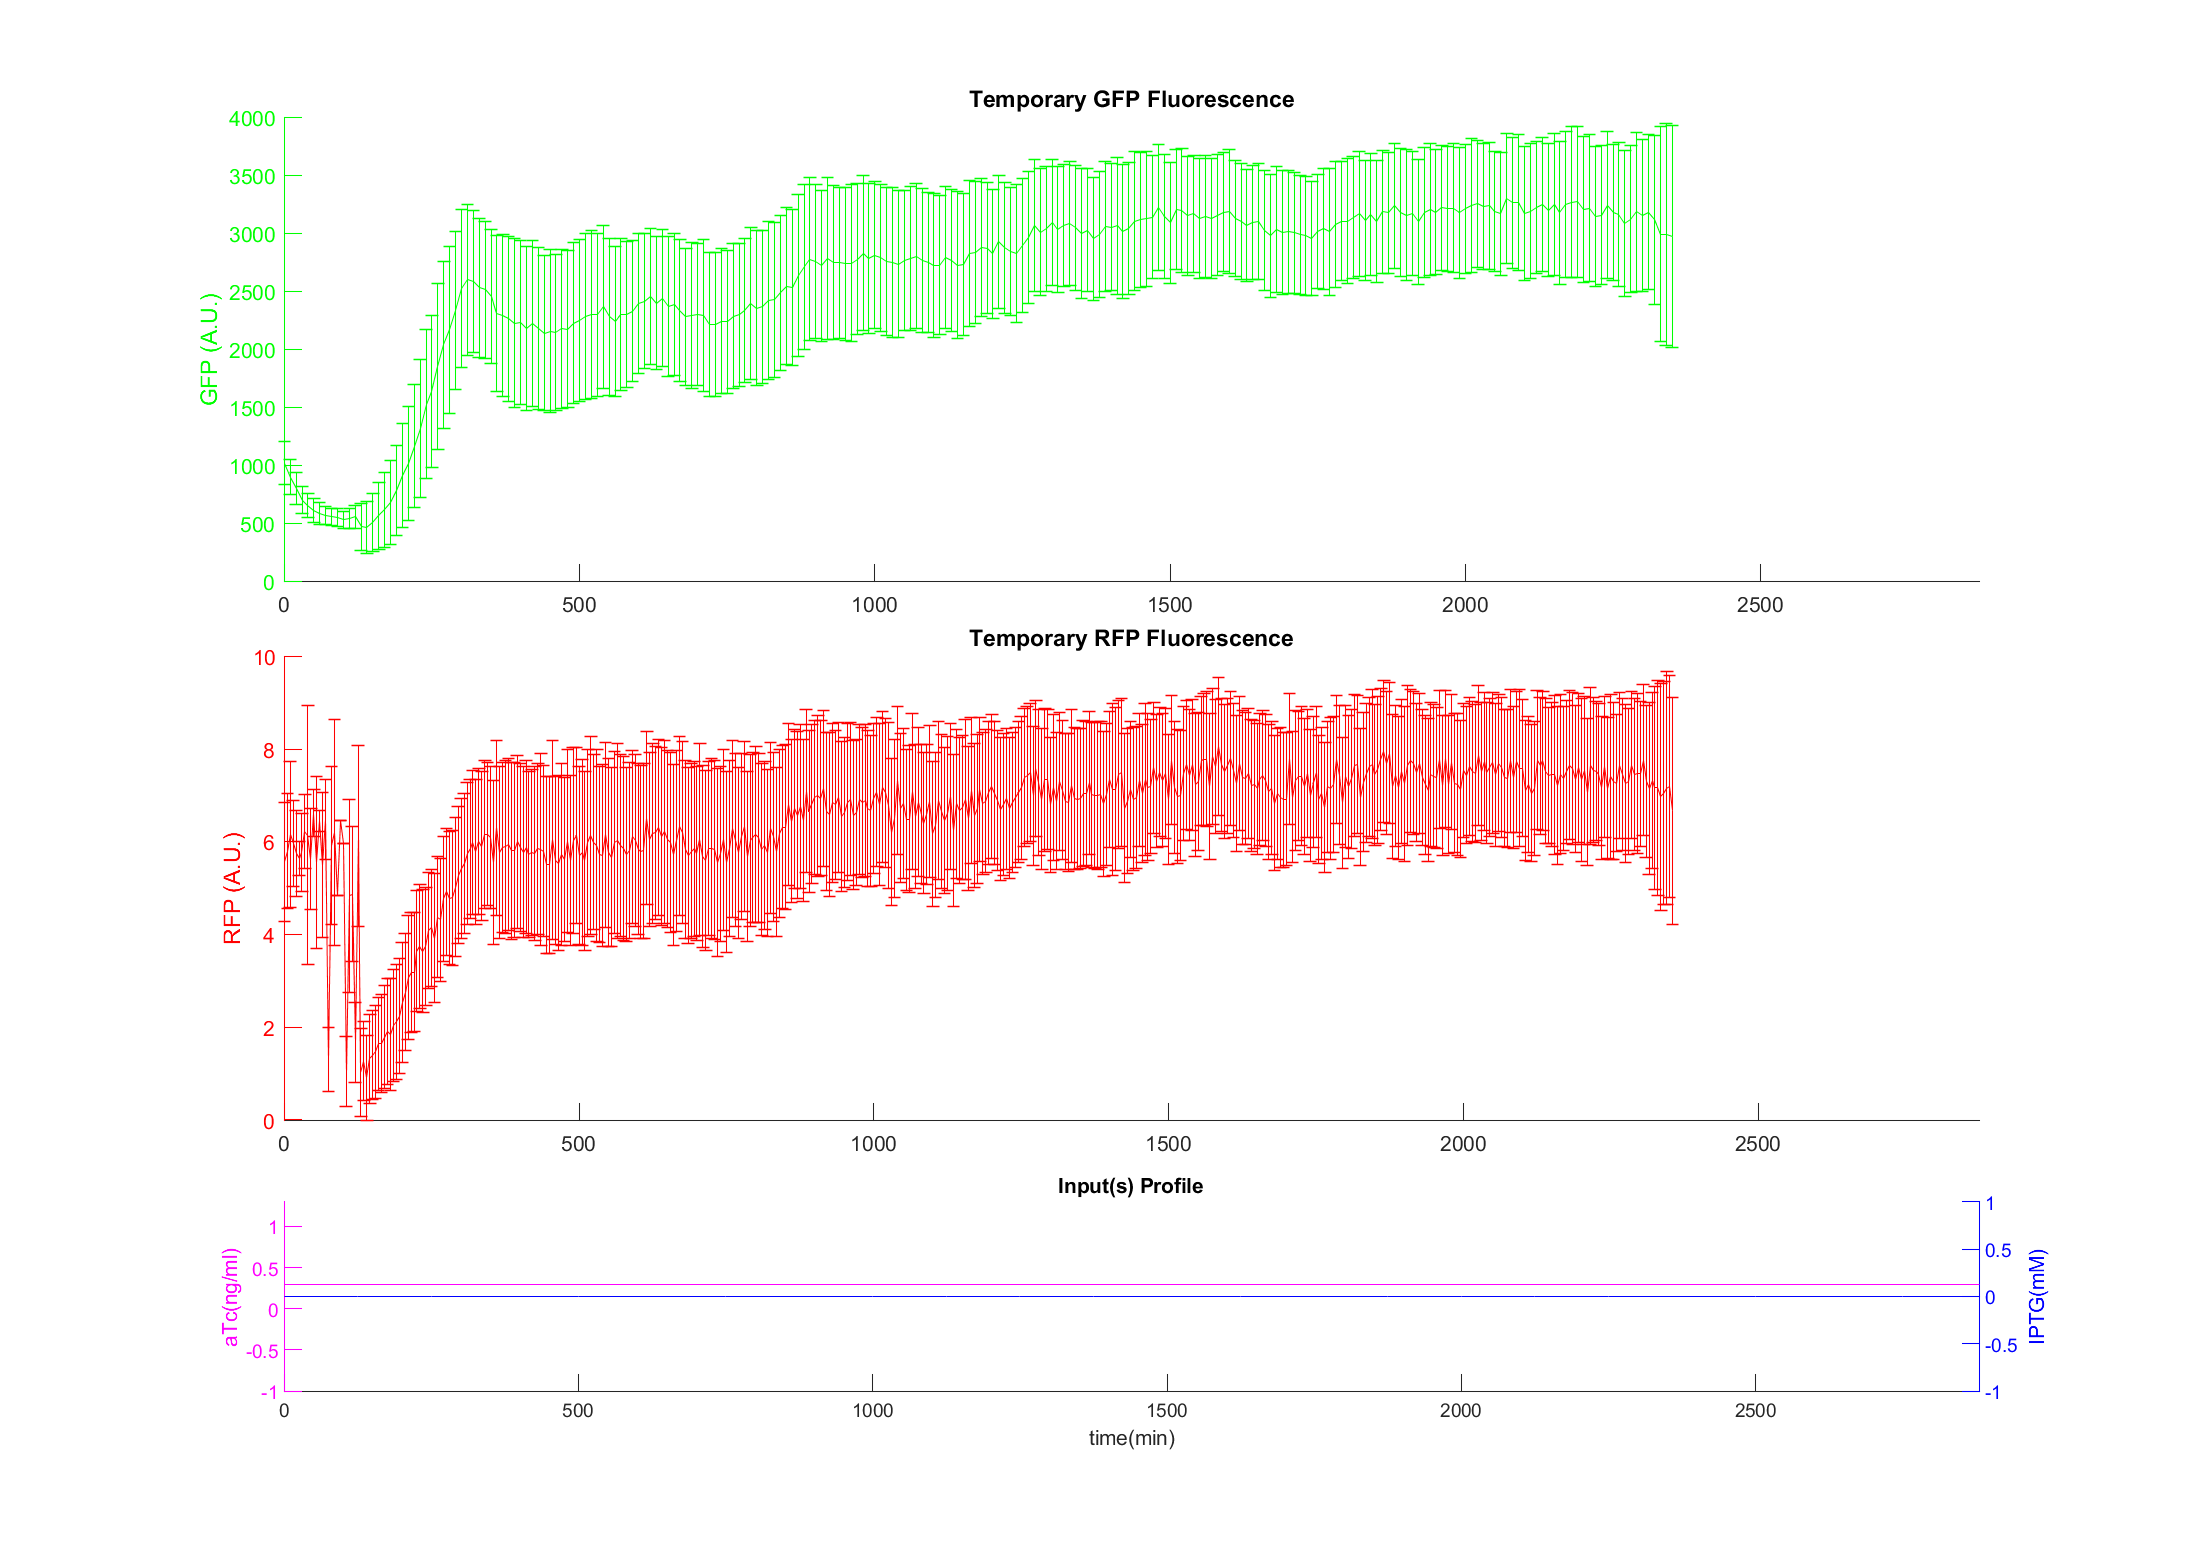 Temporary GFP Fluorescence
GFP (A.U.)
4000
3500
3000
2500
2000
1500
1000
500
0
0 500 1000 1500 2000 2500
Temporary RFP Fluorescence
RFP (A.U.)
10
8
6
4
2
0
0 500 1000 1500 2000 2500
Input(s) Profile
aTc(ng/ml)
1
0.5
0
-0.5
-1
1
0.5
0
-0.5
-1
IPTG(mM)
0 500 1000 1500 2000 2500
time(min)